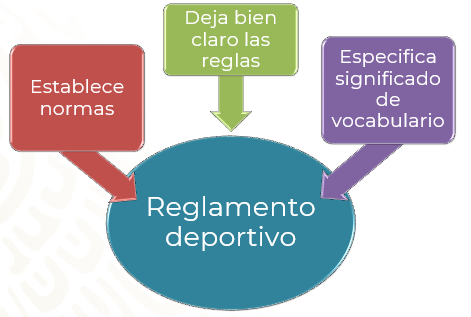 Establece
normas
Deja bien
claro las
reglas
Especifica
significado
de
vocabulario
Reglamento
deportivo